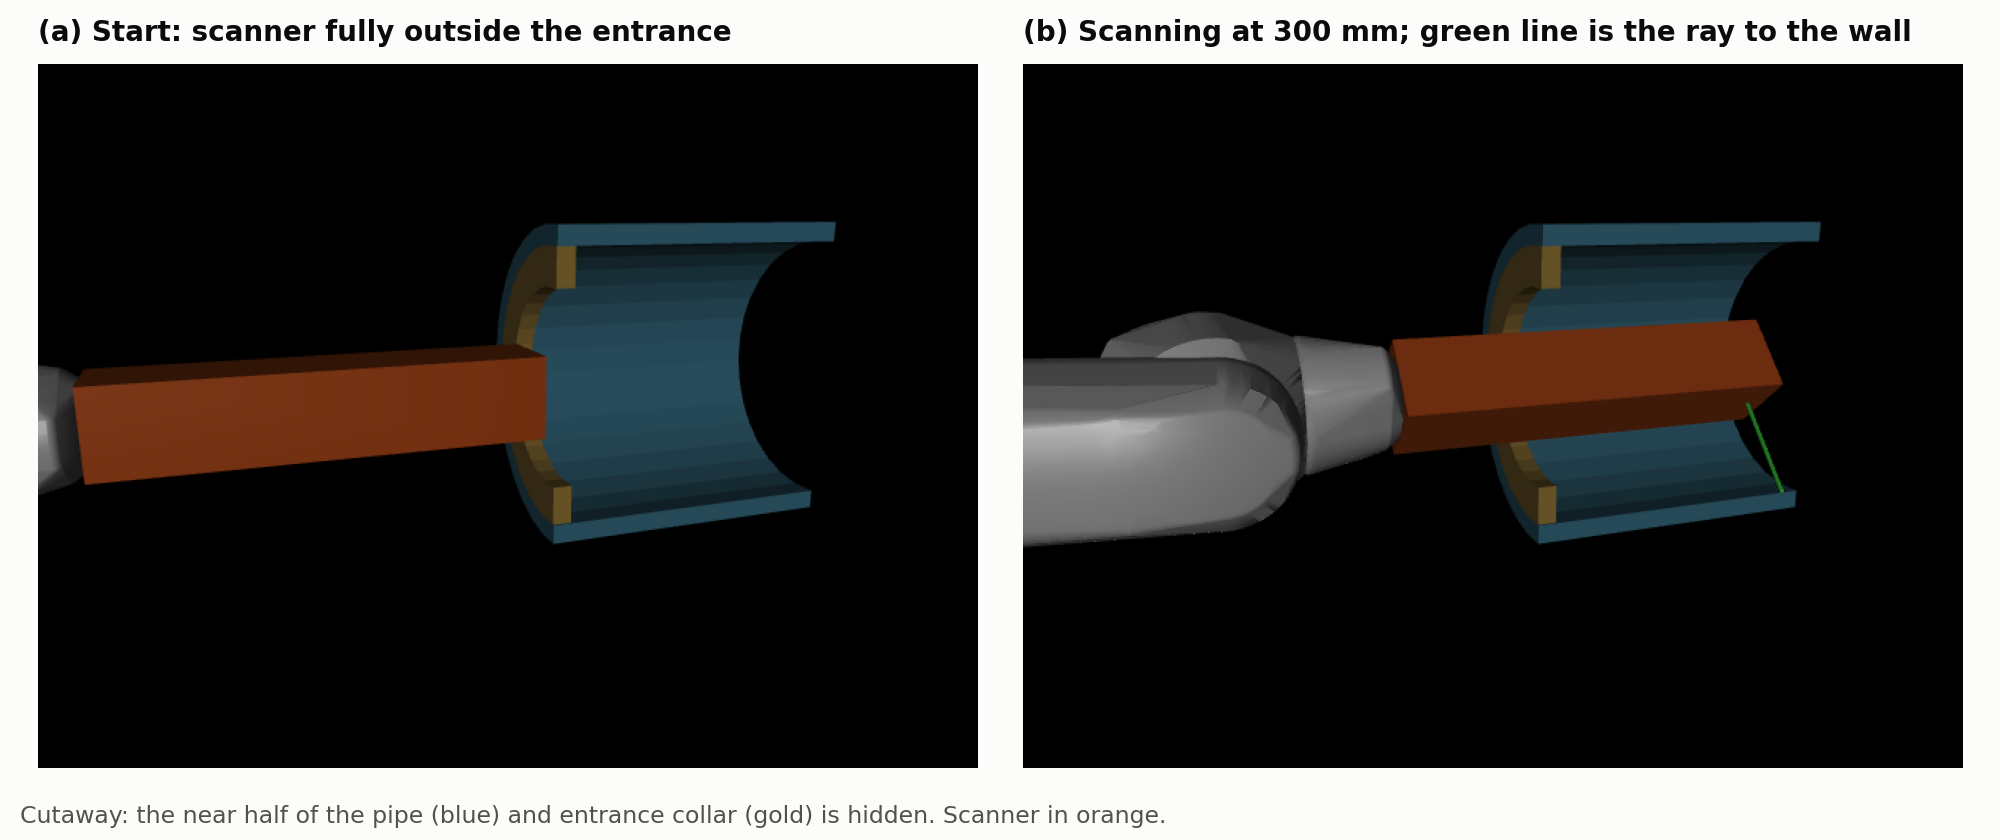 (a) Start: scanner fully outside the entrance
(b) Scanning at 300 mm; green line is the ray to the wall
Cutaway: the near half of the pipe (blue) and entrance collar (gold) is hidden. Scanner in orange.